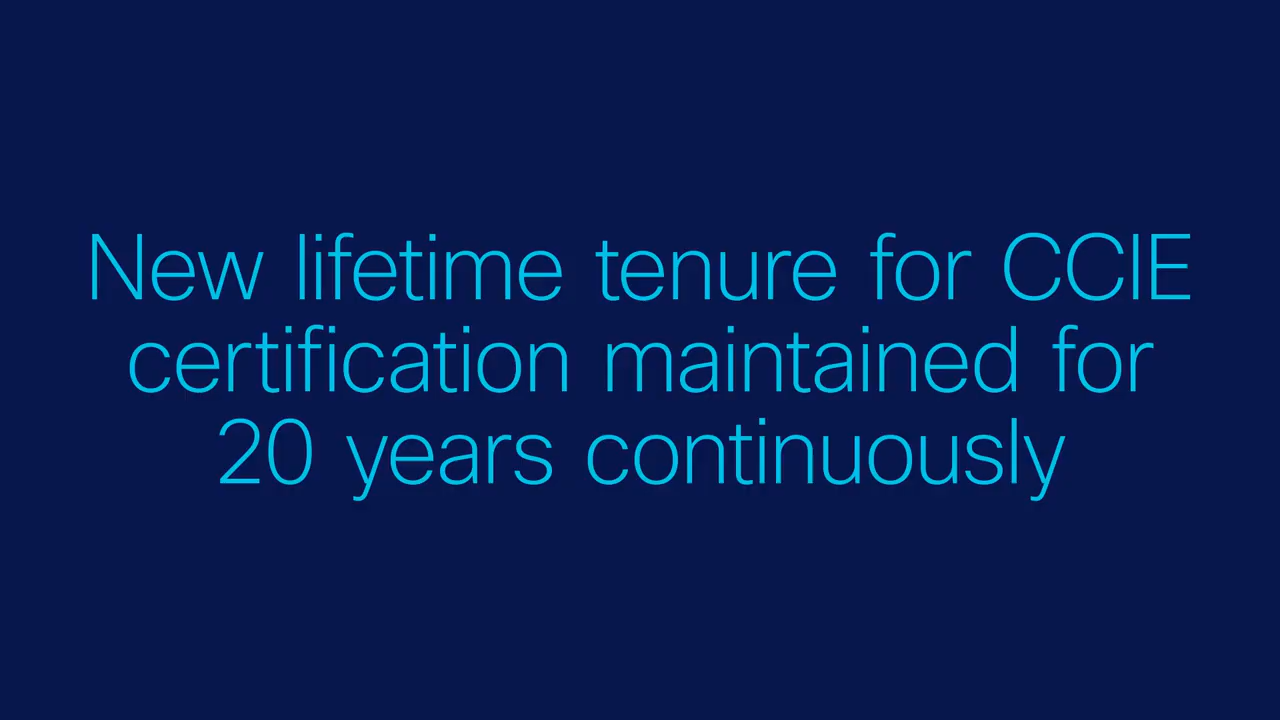 New lifetime tenure for CCIE
certification maintained for
20 years continuously